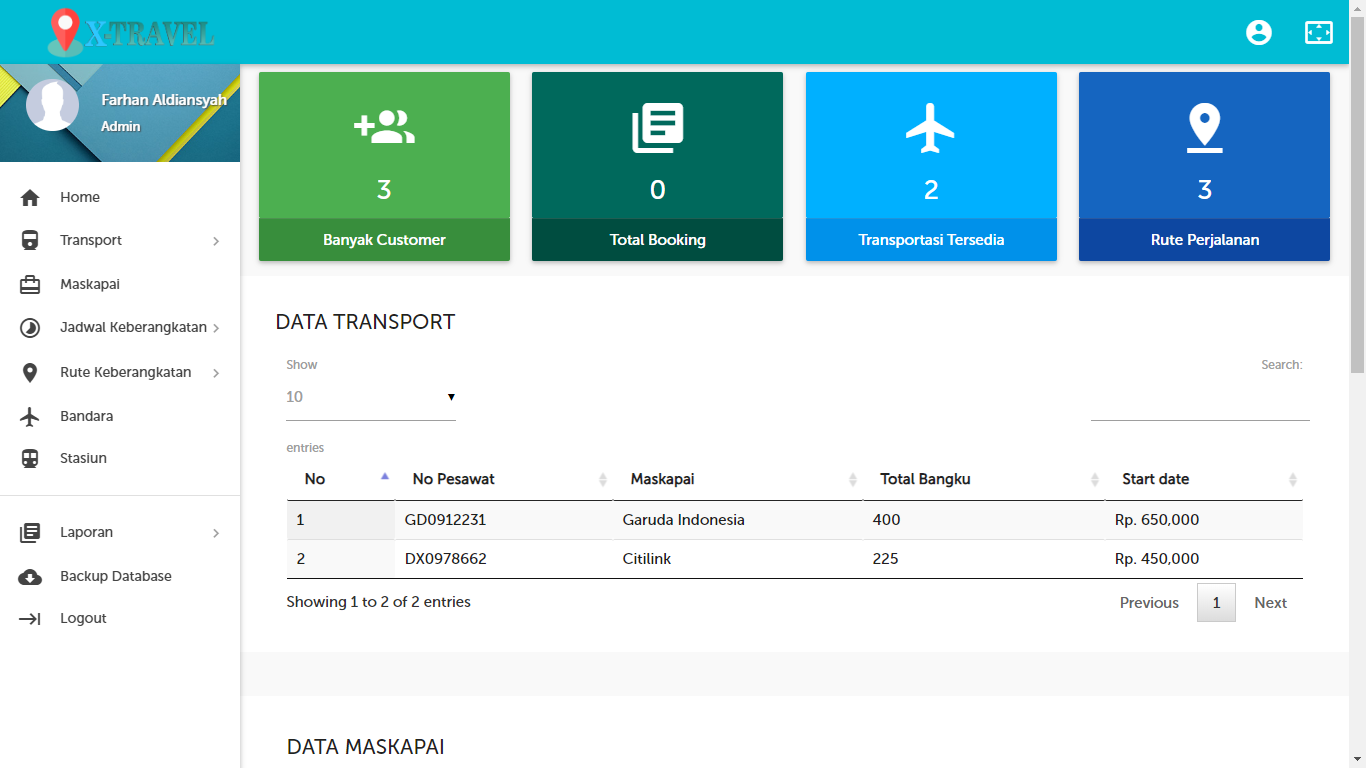 X-TRAVEL
Farhan Aldiansyah
Admin
Home
Transport
Maskapai
Jadwal Keberangkatan
Rute Keberangkatan
Bandara
Stasiun
Laporan
Backup Database
Logout
3
Banyak Customer
0
Total Booking
2
Transportasi Tersedia
3
Rute Perjalanan
DATA TRANSPORT
Show
10
entries
Search:
No No Pesawat Maskapai Total Bangku Start date
1 GD0912231 Garuda Indonesia 400 Rp. 650,000
2 DX0978662 Citilink 225 Rp. 450,000
Showing 1 to 2 of 2 entries
Previous 1 Next
DATA MASKAPAI